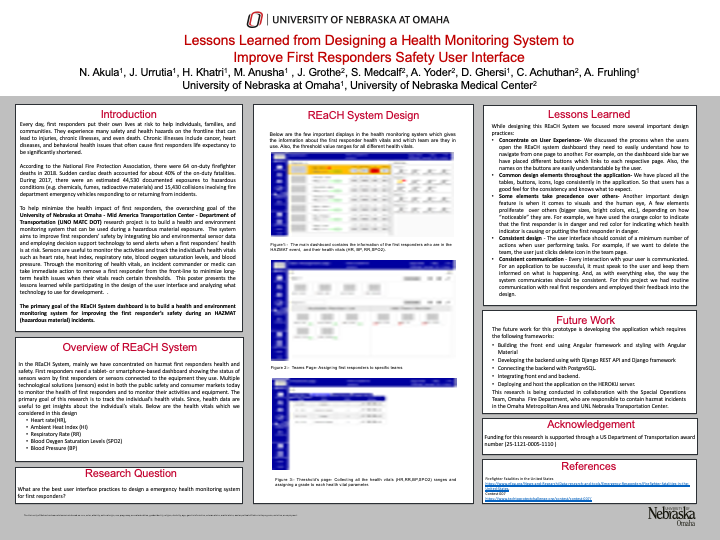 UNIVERSITY OF NEBRASKA AT OMAHA
Lessons Learned from Designing a Health Monitoring System to
Improve First Responders Safety User Interface
N. Akula¹, J. Urrutia¹, H. Khatri¹, M. Anusha¹ , J. Grothe², S. Medcalf², A. Yoder², D. Ghersi¹, C. Achuthan², A. Fruhling¹
University of Nebraska at Omaha¹, University of Nebraska Medical Center²
Introduction
Every day, first responders put their own lives at risk to help individuals, families, and
communities. They experience many safety and health hazards on the frontline that can
lead to injuries, chronic illnesses, and even death. Chronic illnesses include cancer, heart
diseases, and behavioral health issues that often cause first responders life expectancy to
be significantly shortened.
According to the National Fire Protection Association, there were 64 on-duty firefighter
deaths in 2018. Sudden cardiac death accounted for about 40% of the on-duty fatalities.
During 2017, there were an estimated 44,530 documented exposures to hazardous
conditions (e.g. chemicals, fumes, radioactive materials) and 15,430 collisions involving fire
department emergency vehicles responding to or returning from incidents.
To help minimize the health impact of first responders, the overarching goal of the
University of Nebraska at Omaha - Mid America Transportation Center - Department of
Transportation (UNO MATC DOT) research project is to build a health and environment
monitoring system that can be used during a hazardous material exposure. The system
aims to improve first responders' safety by integrating bio and environmental sensor data
and employing decision support technology to send alerts when a first responders' health
is at risk. Sensors are useful to monitor the activities and track the individual's health vitals
such as heart rate, heat index, respiratory rate, blood oxygen saturation levels, and blood
pressure. Through the monitoring of health vitals, an incident commander or medic can
take immediate action to remove a first responder from the front-line to minimize long-
term health issues when their vitals reach certain thresholds. This poster presents the
lessons learned while participating in the design of the user interface and analyzing what
technology to use for development. .
The primary goal of the REaCH System dashboard is to build a health and environment
monitoring system for improving the first responder's safety during an HAZMAT
(hazardous material) incidents.
Overview of REaCH System
In the REaCH System, mainly we have concentrated on hazmat first responders health and
safety. First responders need a tablet- or smartphone-based dashboard showing the status of
sensors worn by first responders or sensors connected to the equipment they use. Multiple
technological solutions (sensors) exist in both the public safety and consumer markets today
to monitor the health of first responders and to monitor their activities and equipment. The
primary goal of this research is to track the individual's health vitals. Since, health data are
useful to get insights about the individual's vitals. Below are the health vitals which we
considered in this design
• Heart rate(HR),
• Ambient Heat Index (HI)
• Respiratory Rate (RR)
• Blood Oxygen Saturation Levels (SPO2)
• Blood Pressure (BP)
Research Question
What are the best user interface practices to design a emergency health monitoring system
for first responders?
REaCH System Design
Below are the few important displays in the health monitoring system which gives
the information about the first responder health vitals and which team are they in
use. Also, the threshold value ranges for all different health vitals.
Figure1:- The main dashboard contains the information of the first responders who are in the
HAZMAT event, and their health vitals (HR, BP, RR, SPO2).
Figure 2:- Teams Page: Assigning first responders to specific teams
Figure 3:- Threshold's page: Collecting all the health vitals (HR,RR,BP,SPO2) ranges and
assigning a grade to each health vital parameter.
Lessons Learned
While designing this REaCH System we focused more several important design
practices:
• Concentrate on User Experience- We discussed the process when the users
open the REaCH system dashboard they need to easily understand how to
navigate from one page to another. For example, on the dashboard side bar we
have placed different buttons which links to each respective page. Also, the
names on the buttons are easily understandable by the user.
• Common design elements throughout the application- We have placed all the
tables, buttons, icons, logo consistently in the application. So that users has a
good feel for the consistency and known what to expect.
• Some elements take precedence over others- Another important design
feature is when it comes to visuals and the human eye, A few elements
proliferate over others (bigger sizes, bright colors, etc), depending on how
"noticeable" they are. For example, we have used the orange color to indicate
that the first responder is in danger and red color for indicating which health
indicator is causing or putting the first responder in danger.
• Consistent design - The user interface should consist of a minimum number of
actions when user performing tasks. For example, if we want to delete the
team, the user just clicks delete icon in the team page.
• Consistent communication- Every interaction with your user is communicated.
For an application to be successful, it must speak to the user and keep them
informed on what is happening. And, as with everything else, the way the
system communicates should be consistent. For this project we had routine
communication with real first responders and employed their feedback into the
design.
Future Work
The future work for this prototype is developing the application which requires
the following frameworks:
• Building the front end using Angular framework and styling with Angular
Material
• Developing the backend using with Django REST API and Django framework
• Connecting the backend with PostgreSQL.
• Integrating front end and backend.
• Deploying and host the application on the HEROKU server.
This research is being conducted in collaboration with the Special Operations
Team, Omaha Fire Department, who are responsible to contain hazmat incidents
in the Omaha Metropolitan Area and UNL Nebraska Transportation Center.
Acknowledgement
Funding for this research is supported through a US Department of Transportation award
number [25-1121-0005-1110 ]
References
Firefighter Fatalities in the United States
UNIVERSITY OF
Nebraska
Omaha